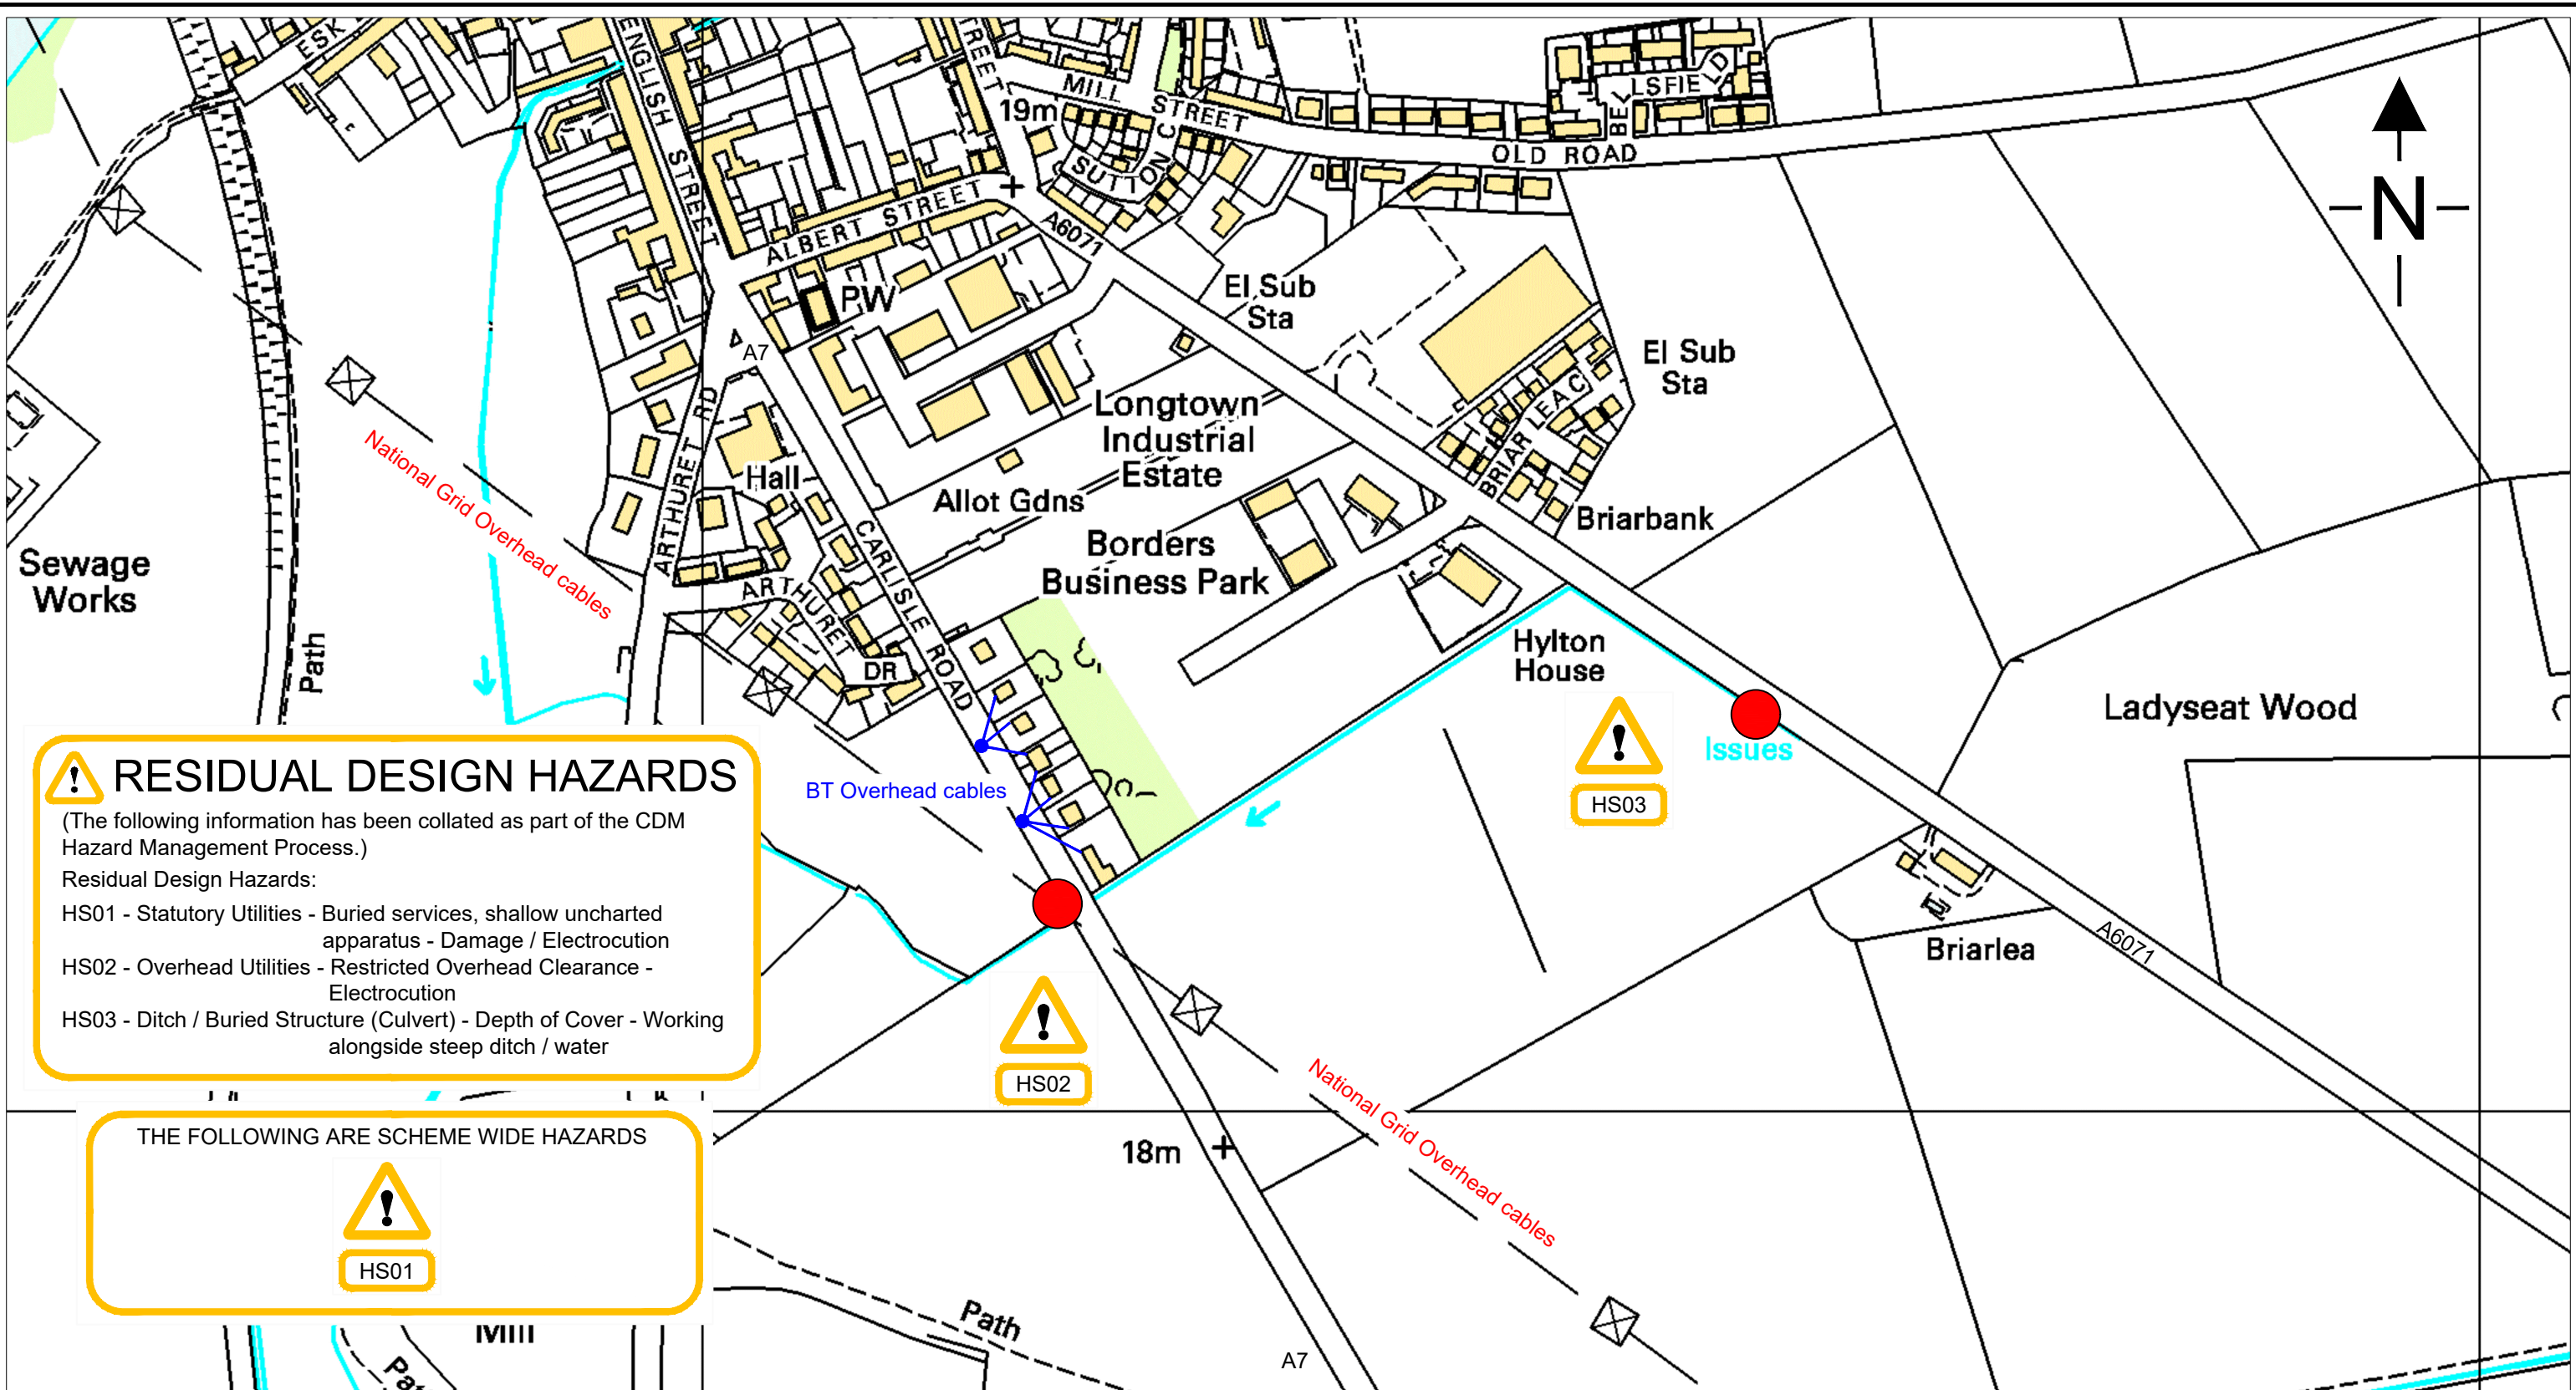 ESK
ENGLISH STREET
TREET
MILL STREET
19m
SUTTON C
BELLSFIELD
OLD ROAD
N
ALBERT STREET
A6071
PW
El Sub
Sta
El Sub
Sta
A7
ARTHURET RD
Longtown
Industrial
Estate
BRIAR LEA C
Hall
Allot Gdns
National Grid Overhead cables
CARLISLE ROAD
Borders
Business Park
Briarbank
Sewage
Works
ARTHURET
DR
Path
Hylton
House
Ladyseat Wood
Issues
HS03
BT Overhead cables
RESIDUAL DESIGN HAZARDS
(The following information has been collated as part of the CDM
Hazard Management Process.)
Residual Design Hazards:
HS01 - Statutory Utilities - Buried services, shallow uncharted
apparatus - Damage / Electrocution
HS02 - Overhead Utilities - Restricted Overhead Clearance -
Electrocution
HS03 - Ditch / Buried Structure (Culvert) - Depth of Cover - Working
alongside steep ditch / water
Briarlea
A6071
HS02
National Grid Overhead cables
THE FOLLOWING ARE SCHEME WIDE HAZARDS
HS01
18m
Mill
Path
A7